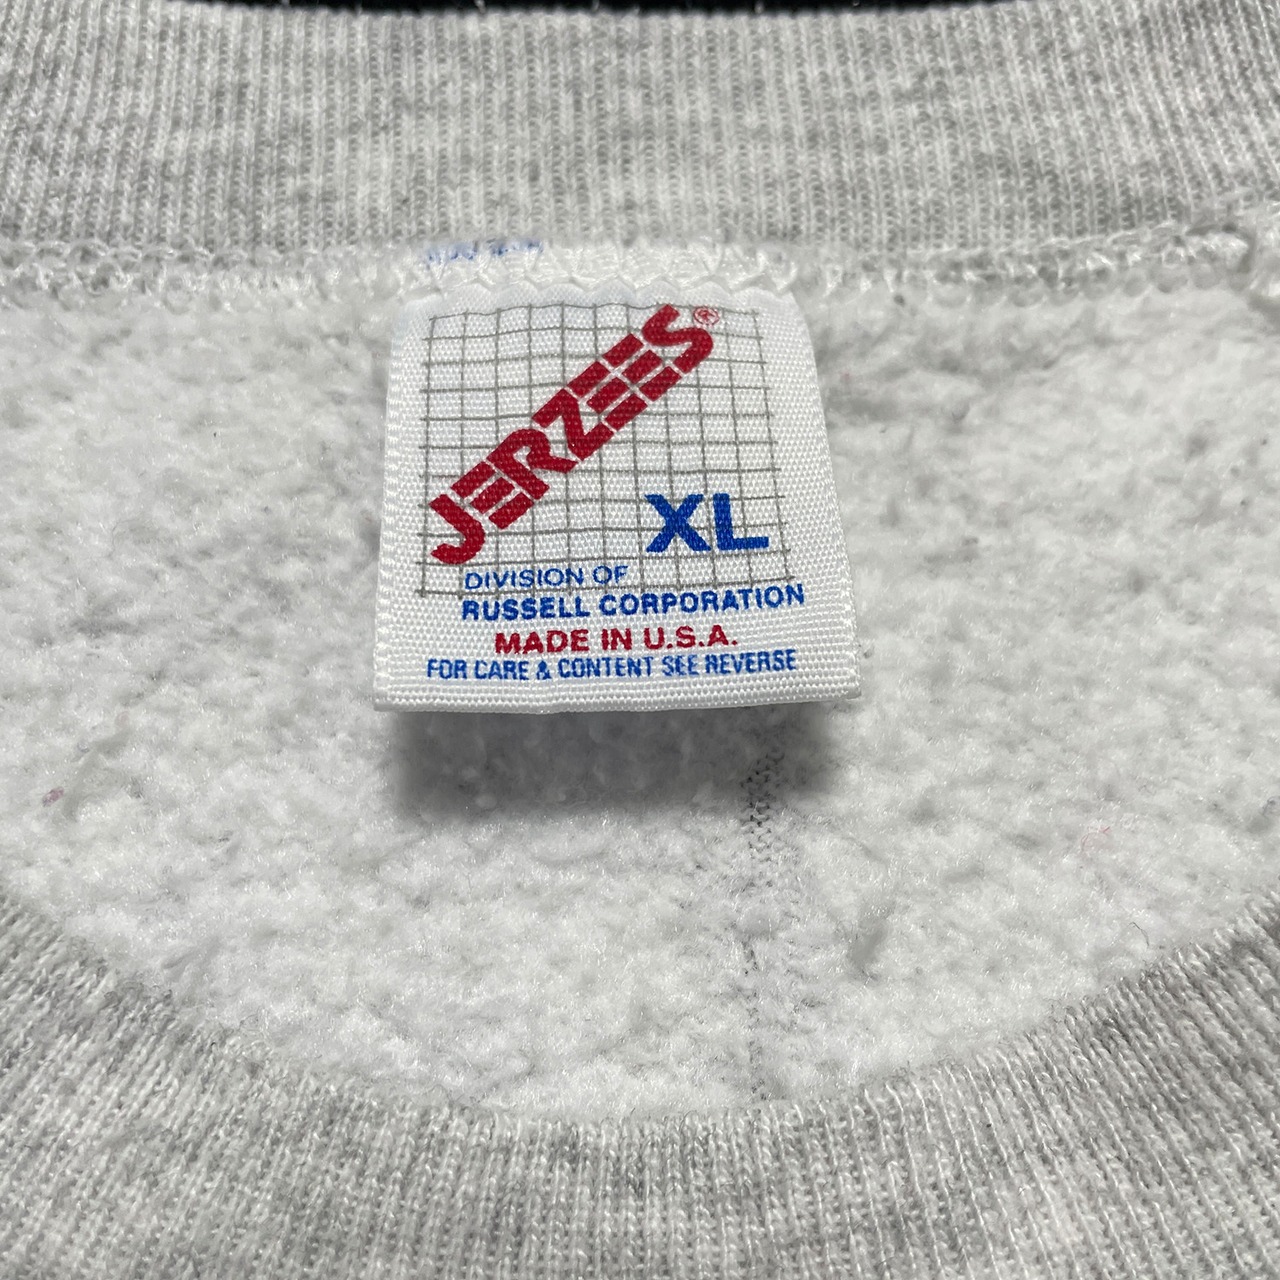 JERZEES®
XL
DIVISION OF
RUSSELL CORPORATION
MADE IN U.S.A.
FOR CARE & CONTENT SEE REVERSE